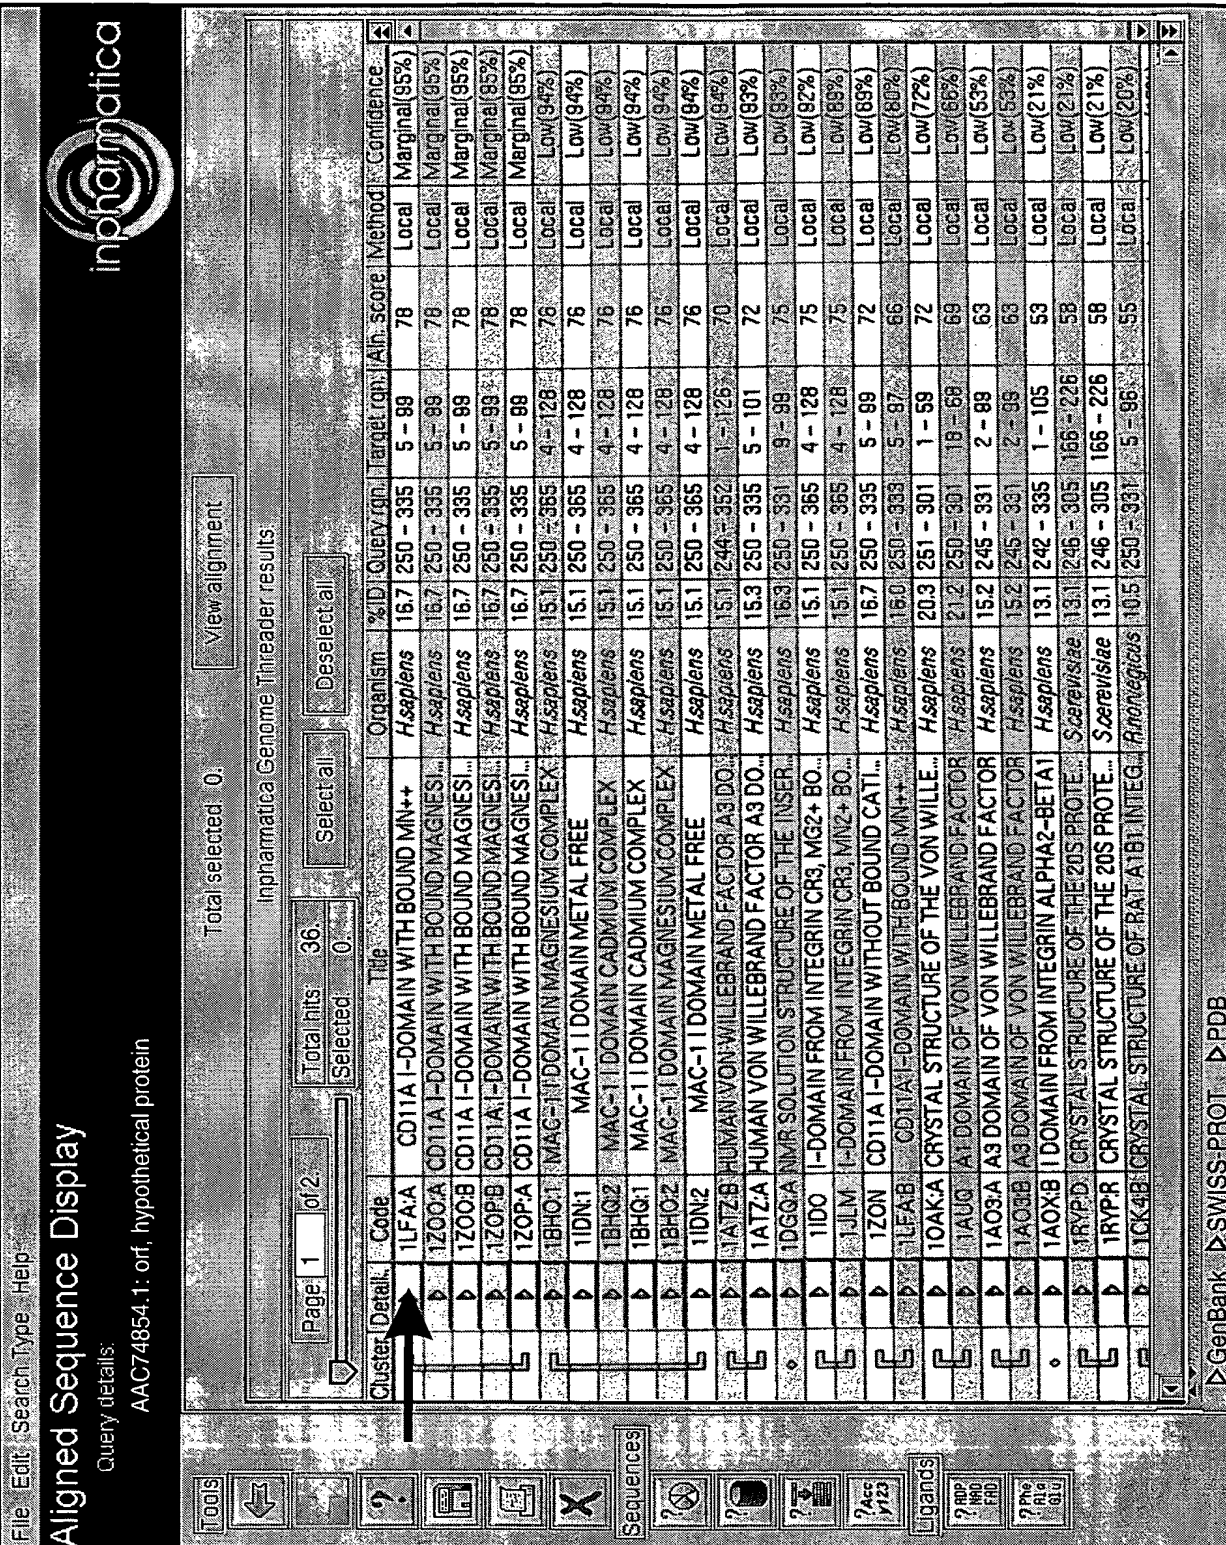 File Edit Search Type Help
Aligned Sequence Display
inpharmatica
Query details:
AAC74854.1: orf, hypothetical protein
Tools
Sequences
Ligands
?Acc y123
? ADP NAD FAD
?Phe Ala Glu
Total selected 0
View alignment
Inpharmatica Genome Threader results:
Page 1 of 2
Total hits: 36
Selected: 0
Select all
Deselect all
Cluster Detail.. Code Title Organism %ID Query rgn. Target rgn. Aln. score Method Confidence
1LFA:A CD11A I-DOMAIN WITH BOUND MN++ H.sapiens 16.7 250 - 335 5 - 99 78 Local Marginal(95%)
1ZOO:A CD11A I-DOMAIN WITH BOUND MAGNESI... H.sapiens 16.7 250 - 335 5 - 99 78 Local Marginal(95%)
1ZOO:B CD11A I-DOMAIN WITH BOUND MAGNESI... H.sapiens 16.7 250 - 335 5 - 99 78 Local Marginal(95%)
1ZOP:B CD11A I-DOMAIN WITH BOUND MAGNESI... H.sapiens 16.7 250 - 335 5 - 99 78 Local Marginal(95%)
1ZOP:A CD11A I-DOMAIN WITH BOUND MAGNESI... H.sapiens 16.7 250 - 335 5 - 99 78 Local Marginal(95%)
1BHO:1 MAC-1 I DOMAIN MAGNESIUM COMPLEX H.sapiens 15.1 250 - 365 4 - 128 76 Local Low(94%)
1IDN:1 MAC-1 I DOMAIN METAL FREE H.sapiens 15.1 250 - 365 4 - 128 76 Local Low(94%)
1BHQ:2 MAC-1 I DOMAIN CADMIUM COMPLEX H.sapiens 15.1 250 - 365 4 - 128 76 Local Low(94%)
1BHQ:1 MAC-1 I DOMAIN CADMIUM COMPLEX H.sapiens 15.1 250 - 365 4 - 128 76 Local Low(94%)
1BHO:2 MAC-1 I DOMAIN MAGNESIUM COMPLEX H.sapiens 15.1 250 - 365 4 - 128 76 Local Low(94%)
1IDN:2 MAC-1 I DOMAIN METAL FREE H.sapiens 15.1 250 - 365 4 - 128 76 Local Low(94%)
1ATZ:B HUMAN VON WILLEBRAND FACTOR A3 DO... H.sapiens 15.1 244 - 352 1 - 126 70 Local Low(94%)
1ATZ:A HUMAN VON WILLEBRAND FACTOR A3 DO... H.sapiens 15.3 250 - 335 5 - 101 72 Local Low(93%)
1DGQ:A NMR SOLUTION STRUCTURE OF THE INSER... H.sapiens 16.3 250 - 331 9 - 99 75 Local Low(93%)
1IDO I-DOMAIN FROM INTEGRIN CR3, MG2+ BO... H.sapiens 15.1 250 - 365 4 - 128 75 Local Low(92%)
1JLM I-DOMAIN FROM INTEGRIN CR3, MN2+ BO... H.sapiens 15.1 250 - 365 4 - 128 75 Local Low(89%)
1ZON CD11A I-DOMAIN WITHOUT BOUND CATI... H.sapiens 16.7 250 - 335 5 - 99 72 Local Low(89%)
1LFA:B CD11A I-DOMAIN WITH BOUND MN++ H.sapiens 16.0 250 - 333 5 - 97 66 Local Low(80%)
1OAK:A CRYSTAL STRUCTURE OF THE VON WILLE... H.sapiens 20.3 251 - 301 1 - 59 72 Local Low(72%)
1AUQ A1 DOMAIN OF VON WILLEBRAND FACTOR H.sapiens 21.2 250 - 301 18 - 68 69 Local Low(66%)
1AO3:A A3 DOMAIN OF VON WILLEBRAND FACTOR H.sapiens 15.2 245 - 331 2 - 99 63 Local Low(53%)
1AO3:B A3 DOMAIN OF VON WILLEBRAND FACTOR H.sapiens 15.2 245 - 331 2 - 99 63 Local Low(53%)
1AOX:B I DOMAIN FROM INTEGRIN ALPHA2-BETA1 H.sapiens 13.1 242 - 335 1 - 105 53 Local Low(21%)
1RYP:D CRYSTAL STRUCTURE OF THE 20S PROTE... S.cerevisiae 13.1 246 - 305 166 - 226 58 Local Low(21%)
1RYP:R CRYSTAL STRUCTURE OF THE 20S PROTE... S.cerevisiae 13.1 246 - 305 166 - 226 58 Local Low(21%)
1CK4:B CRYSTAL STRUCTURE OF RAT A1B1 INTEG... R.norvegicus 10.5 250 - 331 5 - 96 55 Local Low(20%)
GenBank SWISS-PROT PDB